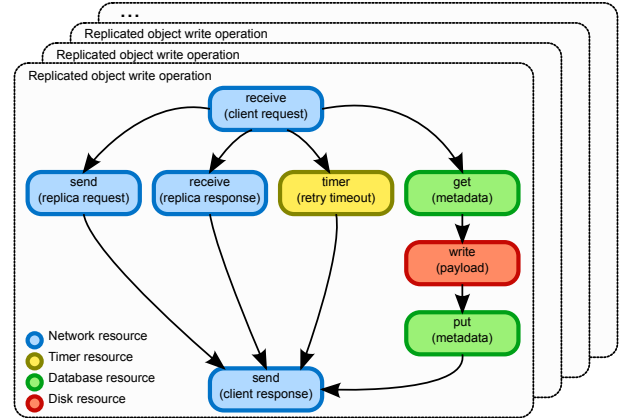 ...
Replicated object write operation
Replicated object write operation
Replicated object write operation
receive
(client request)
send
(replica request)
receive
(replica response)
timer
(retry timeout)
get
(metadata)
write
(payload)
put
(metadata)
Network resource
Timer resource
Database resource
Disk resource
send
(client response)